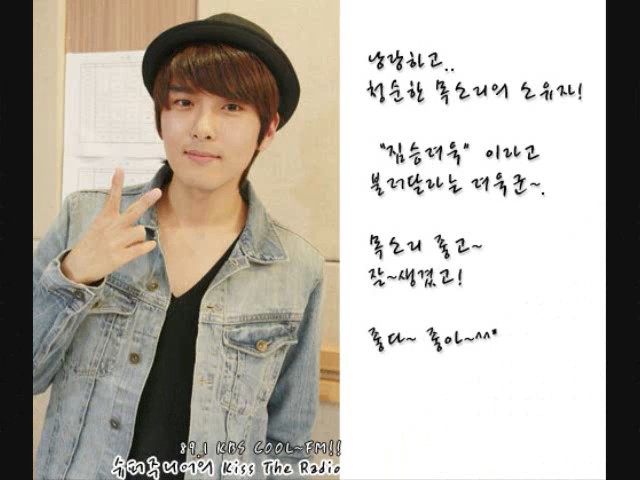 낭랑하고..
청순한 목소리의 소유자!
"짐승려욱" 이라고
불러달라는 려욱군~.
목소리 좋고~
잘~생겼고!
좋다~ 좋아~^^*
89.1 KBS COOL~FM!!
슈퍼주니어의 Kiss The Radio